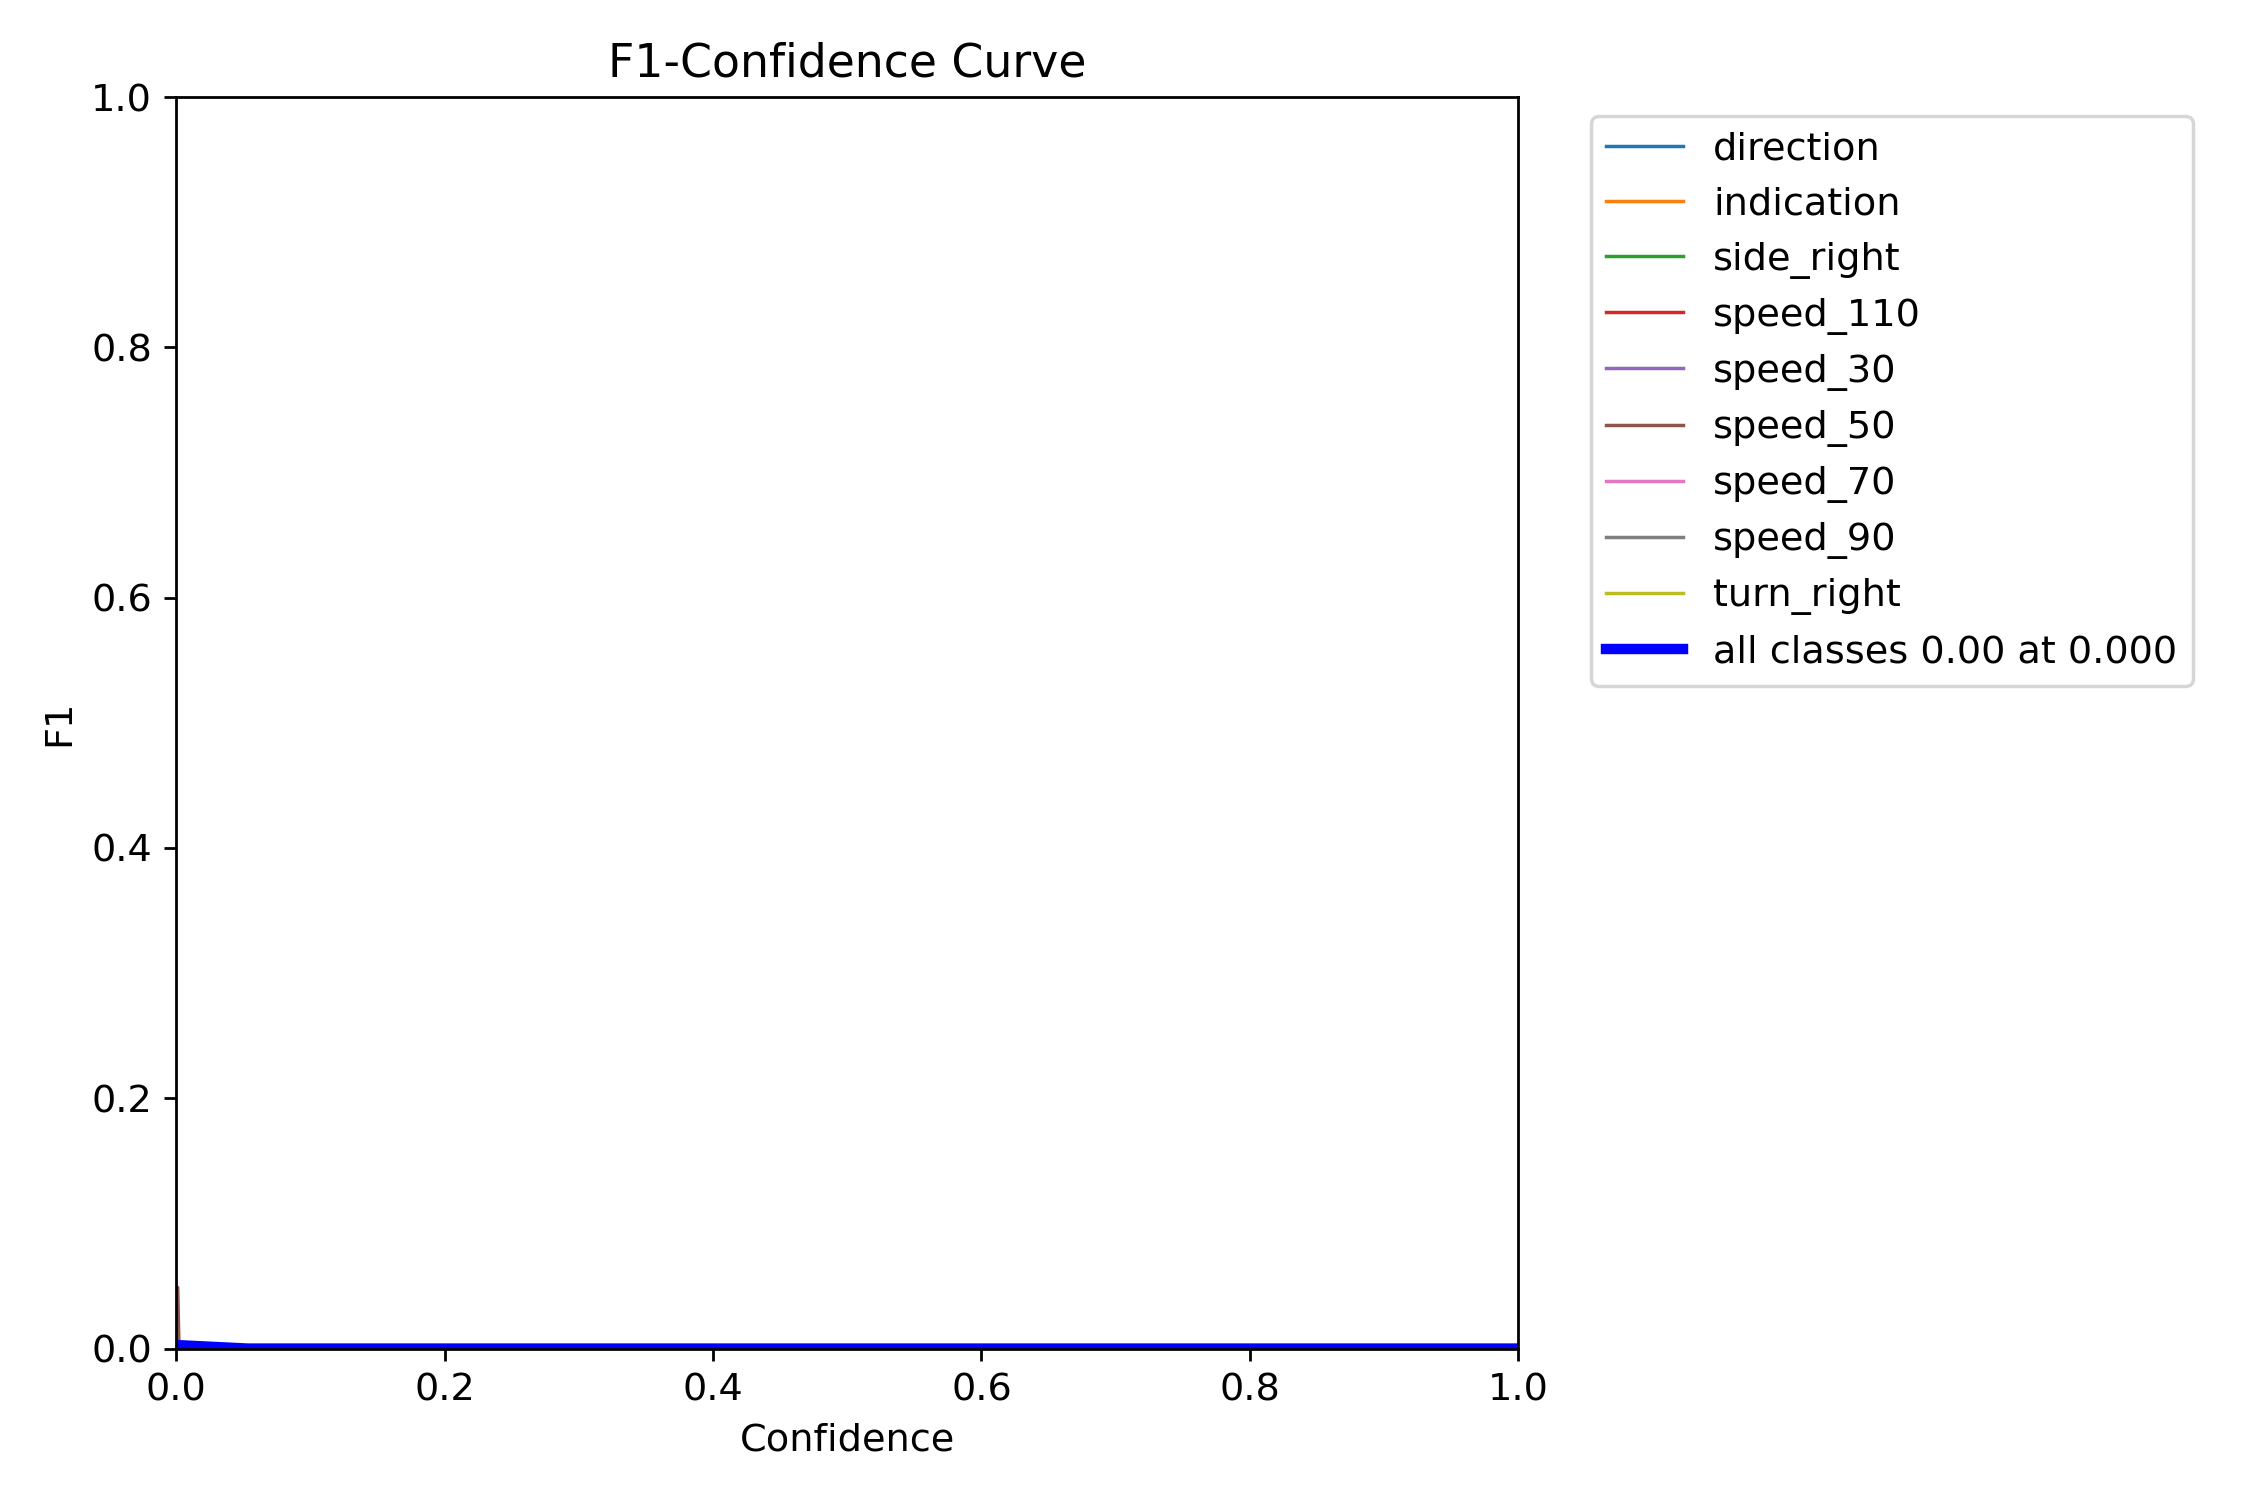 F1-Confidence Curve
1.0
0.8
0.6
0.4
0.2
0.0
F1
0.0 0.2 0.4 0.6 0.8 1.0
Confidence
direction
indication
side_right
speed_110
speed_30
speed_50
speed_70
speed_90
turn_right
all classes 0.00 at 0.000